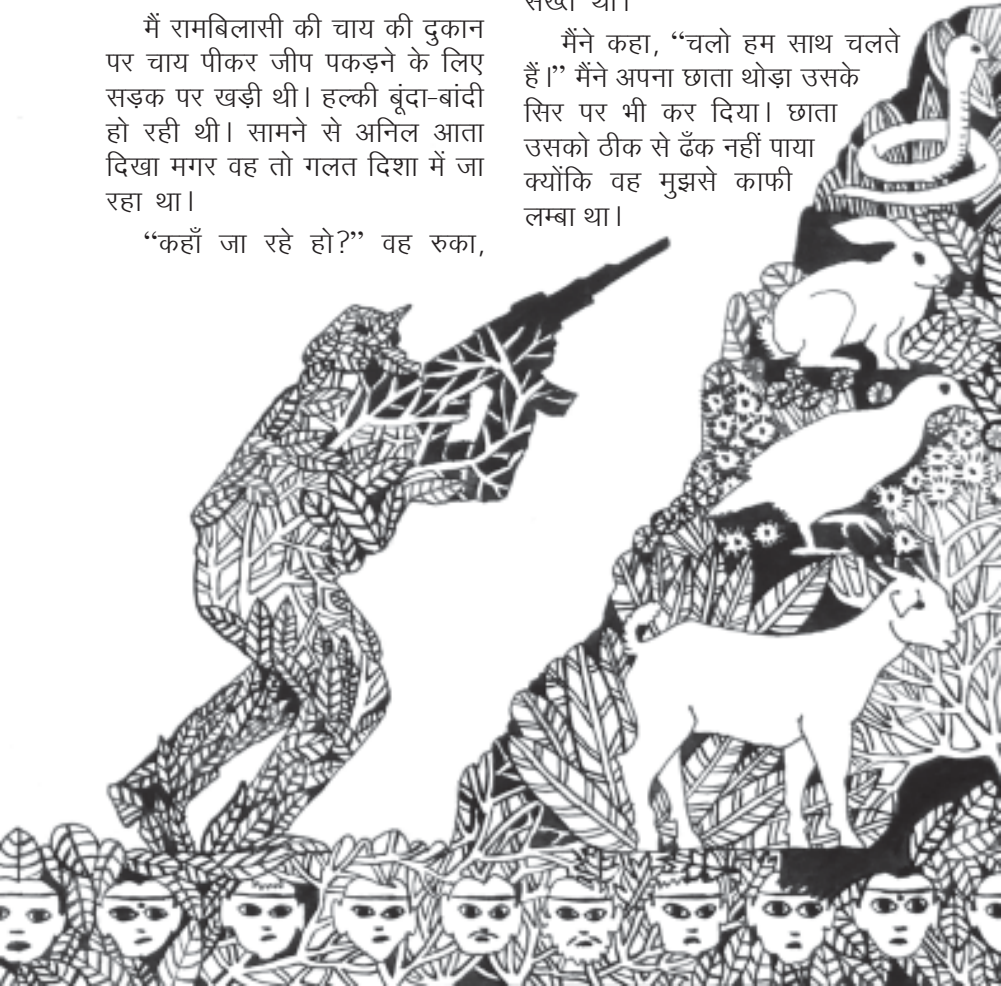 मैं रामबिलासी की चाय की दुकान
पर चाय पीकर जीप पकड़ने के लिए
सड़क पर खड़ी थी। हल्की बूंदा-बांदी
हो रही थी। सामने से अनिल आता
दिखा मगर वह तो गलत दिशा में जा
रहा था।
“कहाँ जा रहे हो?” वह रुका,
सख्त था।
मैंने कहा, “चलो हम साथ चलते
हैं।” मैंने अपना छाता थोड़ा उसके
सिर पर भी कर दिया। छाता
उसको ठीक से ढँक नहीं पाया
क्योंकि वह मुझसे काफी
लम्बा था।